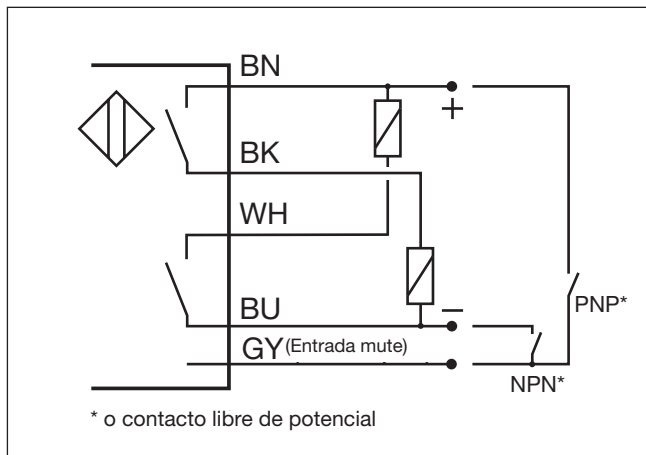 BN
+
BK
WH
PNP*
BU
−
GY (Entrada mute)
NPN*
* o contacto libre de potencial